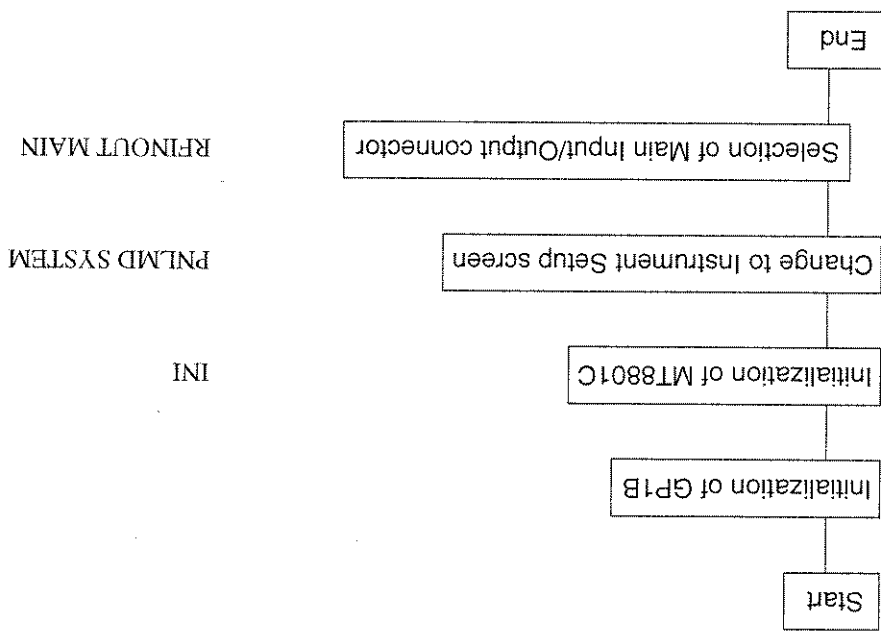 Start
Initialization of GP1B
Initialization of MT8801C INI
Change to Instrument Setup screen PNLMD SYSTEM
Selection of Main Input/Output connector RFINOUT MAIN
End